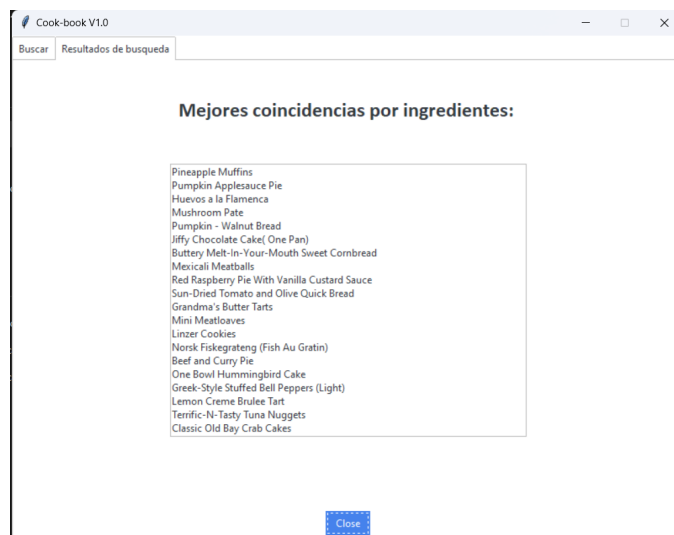 Cook-book V1.0
Buscar Resultados de busqueda
Mejores coincidencias por ingredientes:
Pineapple Muffins
Pumpkin Applesauce Pie
Huevos a la Flamenca
Mushroom Pate
Pumpkin - Walnut Bread
Jiffy Chocolate Cake( One Pan)
Buttery Melt-In-Your-Mouth Sweet Cornbread
Mexicali Meatballs
Red Raspberry Pie With Vanilla Custard Sauce
Sun-Dried Tomato and Olive Quick Bread
Grandma's Butter Tarts
Mini Meatloaves
Linzer Cookies
Norsk Fiskegrateng (Fish Au Gratin)
Beef and Curry Pie
One Bowl Hummingbird Cake
Greek-Style Stuffed Bell Peppers (Light)
Lemon Creme Brulee Tart
Terrific-N-Tasty Tuna Nuggets
Classic Old Bay Crab Cakes
Close